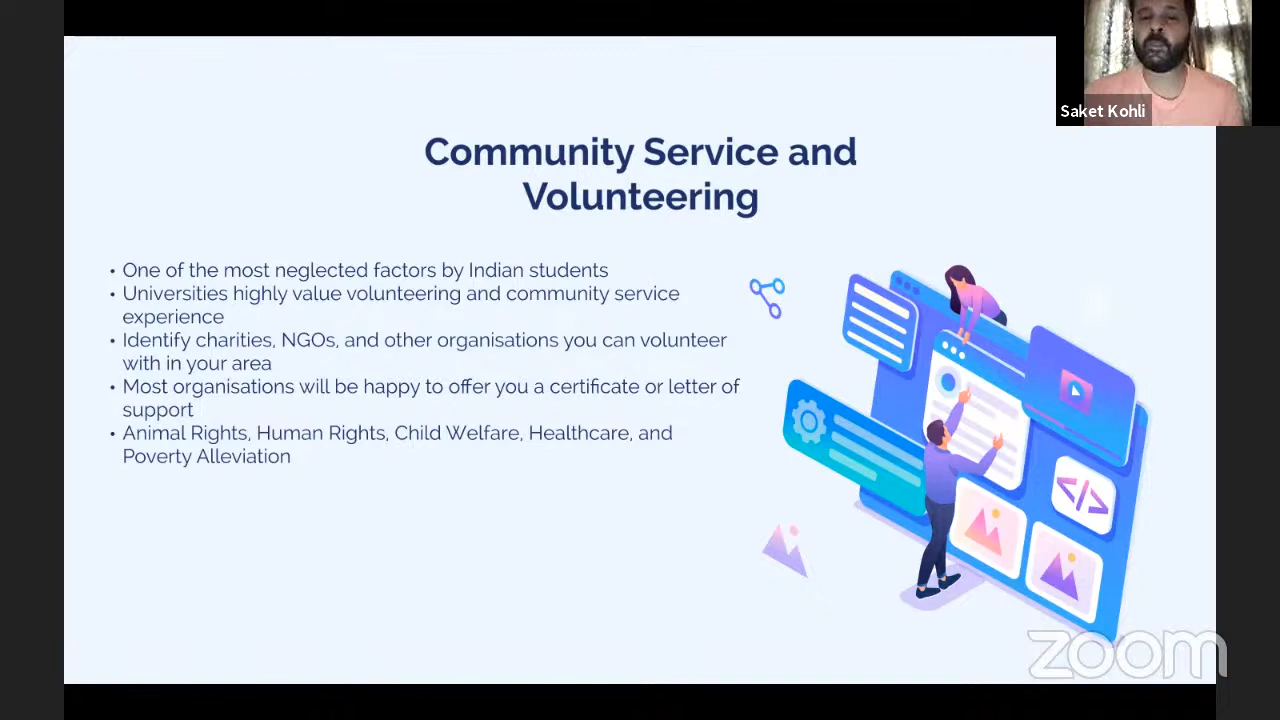 Saket Kohli
Community Service and
Volunteering
• One of the most neglected factors by Indian students
• Universities highly value volunteering and community service
experience
• Identify charities, NGOs, and other organisations you can volunteer
with in your area
• Most organisations will be happy to offer you a certificate or letter of
support
• Animal Rights, Human Rights, Child Welfare, Healthcare, and
Poverty Alleviation
</>
zoom